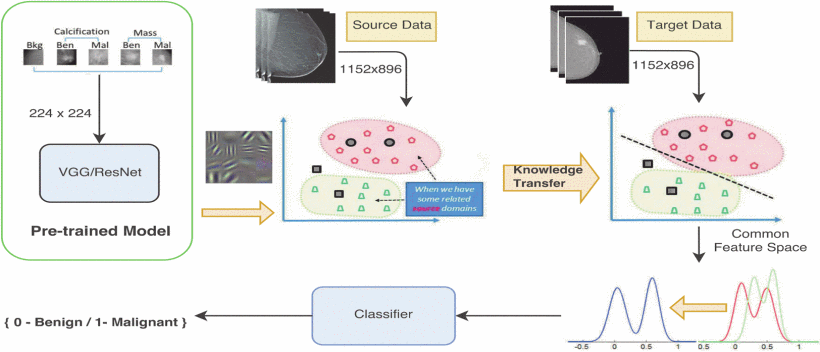 Calcification
Mass
Bkg Ben Mal Ben Mal
224 x 224
VGG/ResNet
Pre-trained Model
Source Data
1152x896
When we have
some related
source domains
Knowledge
Transfer
Target Data
1152x896
Common
Feature Space
-0.5 0 0.5 1 0 0.5 1
Classifier
{ 0 - Benign / 1- Malignant }